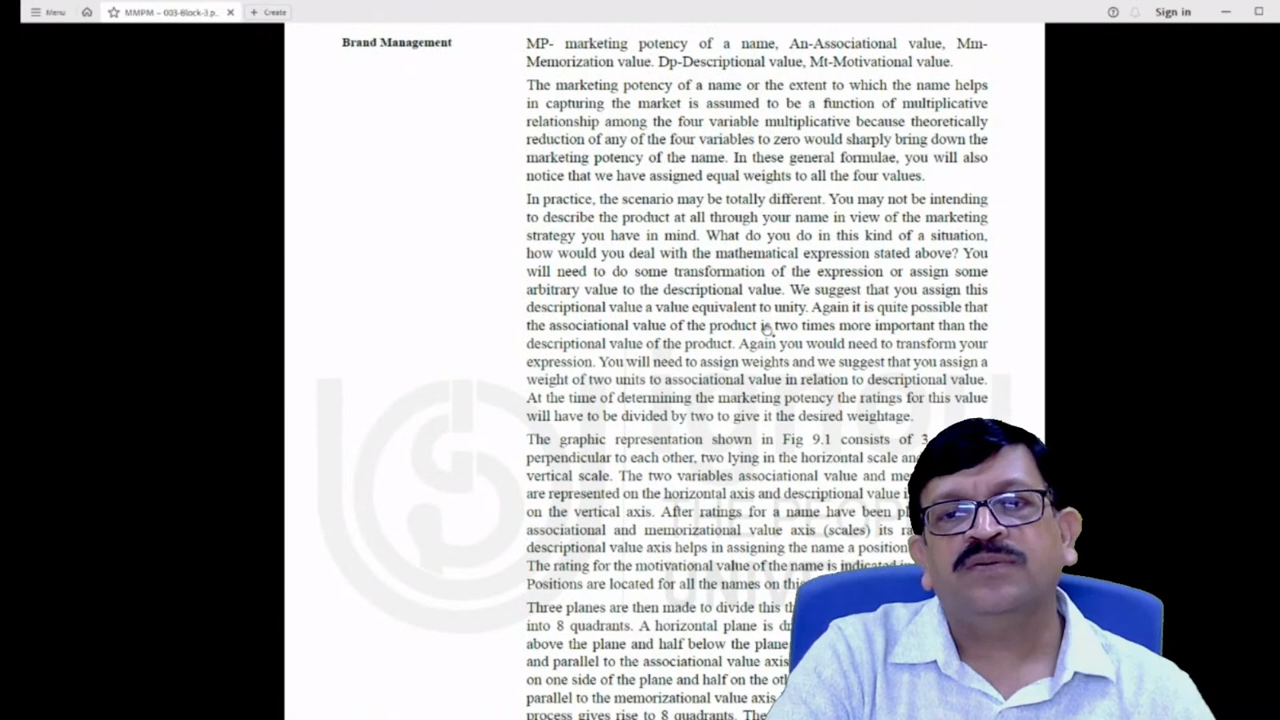 Menu
MMPM – 003-Block-3.p...
+ Create
Sign in
Brand Management
MP- marketing potency of a name, An-Associational value, Mm-
Memorization value. Dp-Descriptional value, Mt-Motivational value.
The marketing potency of a name or the extent to which the name helps
in capturing the market is assumed to be a function of multiplicative
relationship among the four variable multiplicative because theoretically
reduction of any of the four variables to zero would sharply bring down the
marketing potency of the name. In these general formulae, you will also
notice that we have assigned equal weights to all the four values.
In practice, the scenario may be totally different. You may not be intending
to describe the product at all through your name in view of the marketing
strategy you have in mind. What do you do in this kind of a situation,
how would you deal with the mathematical expression stated above? You
will need to do some transformation of the expression or assign some
arbitrary value to the descriptional value. We suggest that you assign this
descriptional value a value equivalent to unity. Again it is quite possible that
the associational value of the product is two times more important than the
descriptional value of the product. Again you would need to transform your
expression. You will need to assign weights and we suggest that you assign a
weight of two units to associational value in relation to descriptional value.
At the time of determining the marketing potency the ratings for this value
will have to be divided by two to give it the desired weightage.
The graphic representation shown in Fig 9.1 consists of 3
perpendicular to each other, two lying in the horizontal scale an
vertical scale. The two variables associational value and me
are represented on the horizontal axis and descriptional value i
on the vertical axis. After ratings for a name have been pl
associational and memorizational value axis (scales) its ra
descriptional value axis helps in assigning the name a position
The rating for the motivational value of the name is indicated i
Positions are located for all the names on thi
Three planes are then made to divide this th
into 8 quadrants. A horizontal plane is dr
above the plane and half below the plane
and parallel to the associational value axis
on one side of the plane and half on the oth
parallel to the memorizational value axis
process gives rise to 8 quadrants. The